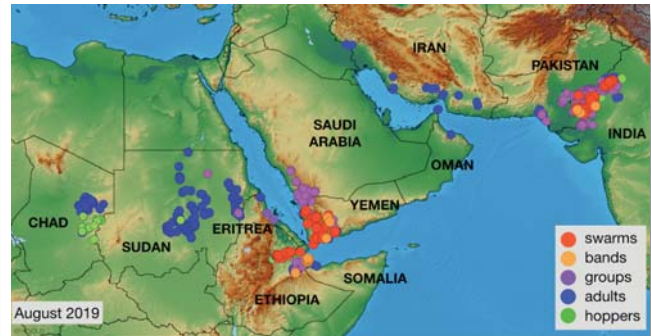 IRAN
PAKISTAN
SAUDI
ARABIA
INDIA
OMAN
CHAD
YEMEN
SUDAN
ERITREA
SOMALIA
ETHIOPIA
swarms
bands
groups
adults
hoppers
August 2019